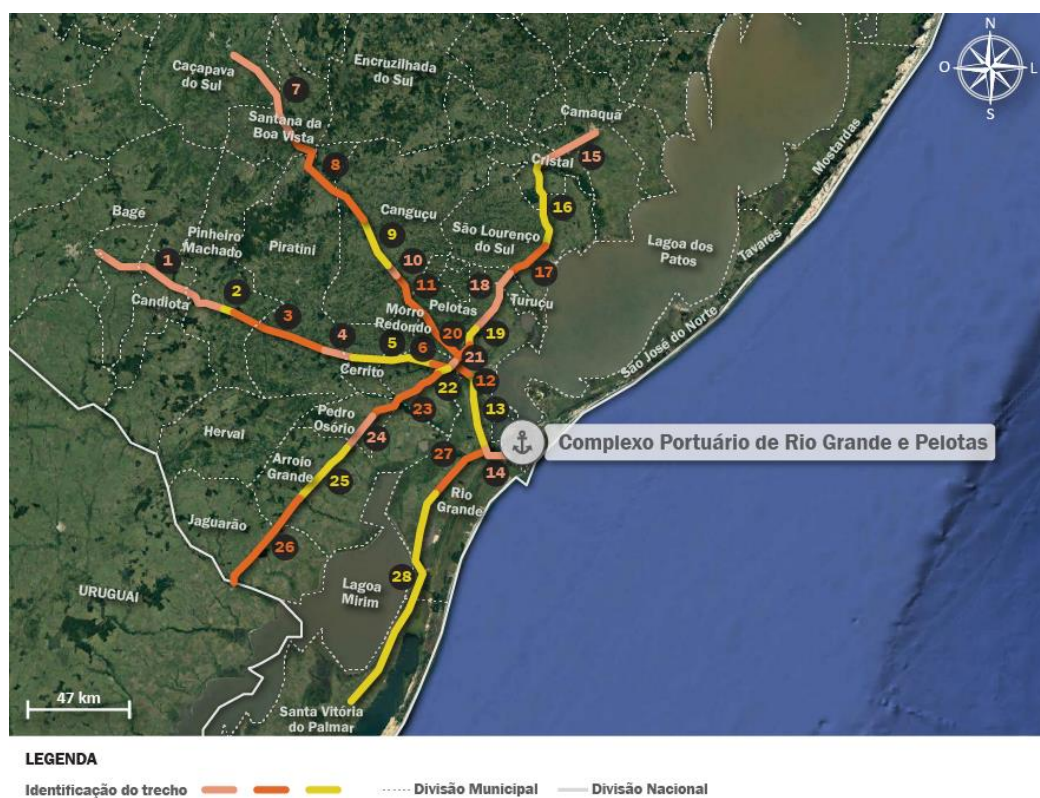 N
O
L
S
Caçapava
do Sul
Encruzilhada
do Sul
7
Santana da
Boa Vista
Camaquã
Cristal
15
Mostardas
8
16
Bagé
Canguçu
São Lourenço
do Sul
Pinheiro
Machado
Piratini
9
Lagoa dos
Patos
Tavares
1
10
17
Candiota
2
11
18
Turuçu
3
Morro
Redondo
Pelotas
São José do Norte
4
5
6
20
19
21
Cerrito
22
12
Pedro
Osório
23
13
Herval
24
27
Complexo Portuário de Rio Grande e Pelotas
14
Arroio
Grande
25
Rio
Grande
Jaguarão
26
28
URUGUAI
Lagoa
Mirim
47 km
Santa Vitória
do Palmar
LEGENDA
Identificação do trecho
Divisão Municipal
Divisão Nacional